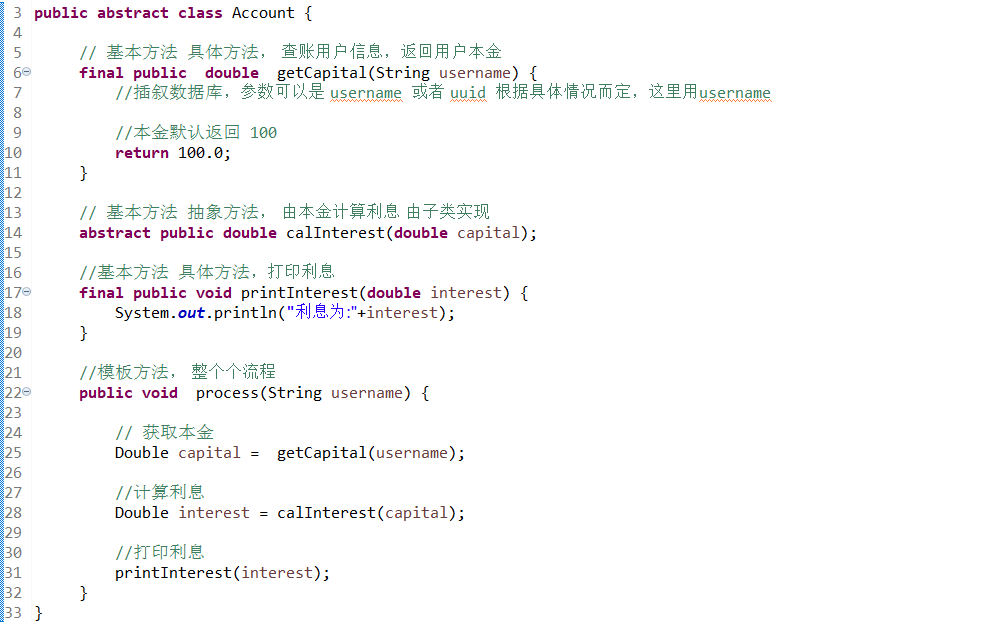 3 public abstract class Account {
4
5 // 基本方法 具体方法， 查账用户信息，返回用户本金
6 final public  double  getCapital(String username) {
7 //插叙数据库，参数可以是 username 或者 uuid 根据具体情况而定，这里用username
8
9 //本金默认返回 100
10 return 100.0;
11 }
12
13 // 基本方法 抽象方法， 由本金计算利息 由子类实现
14 abstract public double calInterest(double capital);
15
16 //基本方法 具体方法，打印利息
17 final public void printInterest(double interest) {
18 System.out.println("利息为:"+interest);
19 }
20
21 //模板方法， 整个个流程
22 public void  process(String username) {
23
24 // 获取本金
25 Double capital =  getCapital(username);
26
27 //计算利息
28 Double interest = calInterest(capital);
29
30 //打印利息
31 printInterest(interest);
32 }
33 }